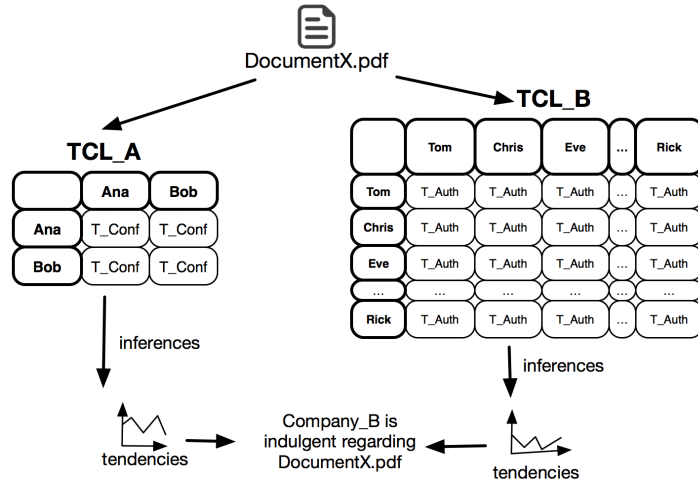 DocumentX.pdf
TCL_A
Ana Bob
Ana T_Conf T_Conf
Bob T_Conf T_Conf
inferences
tendencies
TCL_B
Tom Chris Eve ... Rick
Tom T_Auth T_Auth T_Auth ... T_Auth
Chris T_Auth T_Auth T_Auth ... T_Auth
Eve T_Auth T_Auth T_Auth ... T_Auth
... ... ... ... ... ...
Rick T_Auth T_Auth T_Auth ... T_Auth
inferences
tendencies
Company_B is
indulgent regarding
DocumentX.pdf